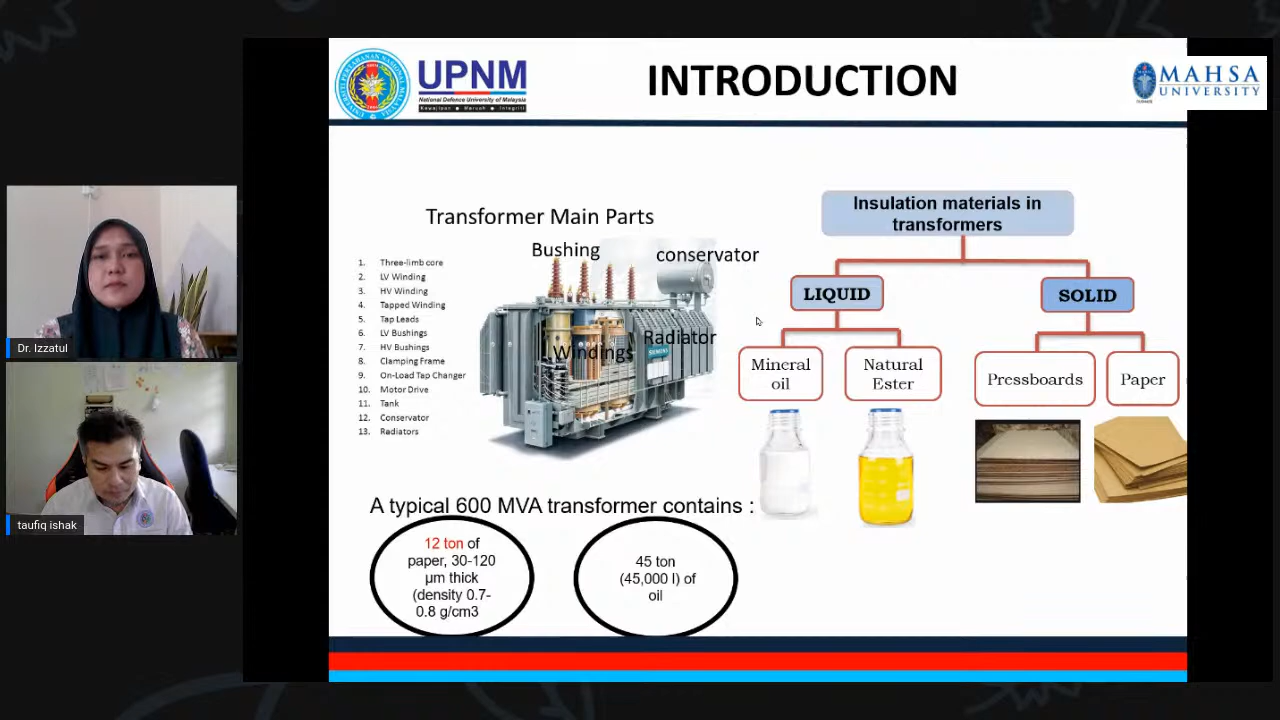 UPNM
National Defence University of Malaysia
Kewajipan ● Maruah ● Integriti
INTRODUCTION
MAHSA
UNIVERSITY
Transformer Main Parts
1. Three-limb core
2. LV Winding
3. HV Winding
4. Tapped Winding
5. Tap Leads
6. LV Bushings
7. HV Bushings
8. Clamping Frame
9. On-Load Tap Changer
10. Motor Drive
11. Tank
12. Conservator
13. Radiators
Bushing
conservator
Radiator
Windings
SIEMENS
Insulation materials in
transformers
LIQUID
SOLID
Mineral
oil
Natural
Ester
Pressboards
Paper
A typical 600 MVA transformer contains :
12 ton of
paper, 30-120
μm thick
(density 0.7-
0.8 g/cm3
45 ton
(45,000 l) of
oil
Dr. Izzatul
taufiq ishak